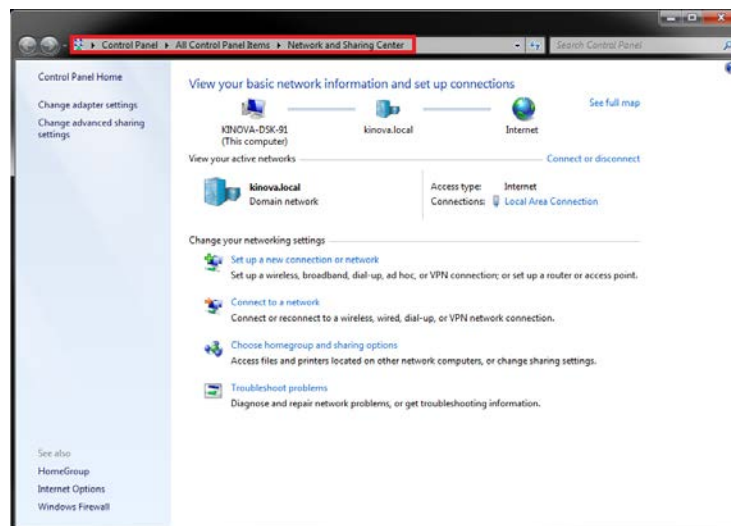 Control Panel ▸ All Control Panel Items ▸ Network and Sharing Center
Search Control Panel
Control Panel Home
Change adapter settings
Change advanced sharing
settings
View your basic network information and set up connections
See full map
KINOVA-DSK-91
(This computer)
kinova.local
Internet
View your active networks
Connect or disconnect
kinova.local
Domain network
Access type: Internet
Connections: Local Area Connection
Change your networking settings
Set up a new connection or network
Set up a wireless, broadband, dial-up, ad hoc, or VPN connection; or set up a router or access point.
Connect to a network
Connect or reconnect to a wireless, wired, dial-up, or VPN network connection.
Choose homegroup and sharing options
Access files and printers located on other network computers, or change sharing settings.
Troubleshoot problems
Diagnose and repair network problems, or get troubleshooting information.
See also
HomeGroup
Internet Options
Windows Firewall